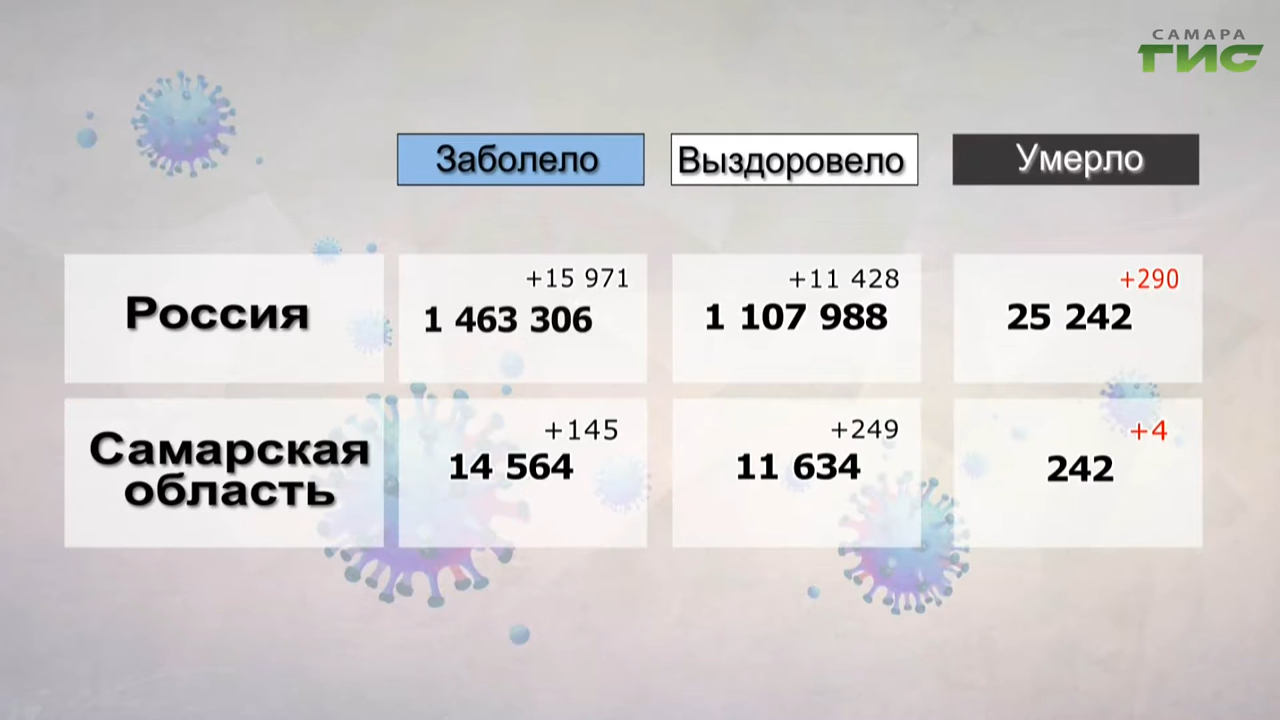 САМАРА
ГИС
Заболело Выздоровело Умерло
+15 971 +11 428 +290
Россия 1 463 306 1 107 988 25 242
+145 +249 +4
Самарская 14 564 11 634 242
область